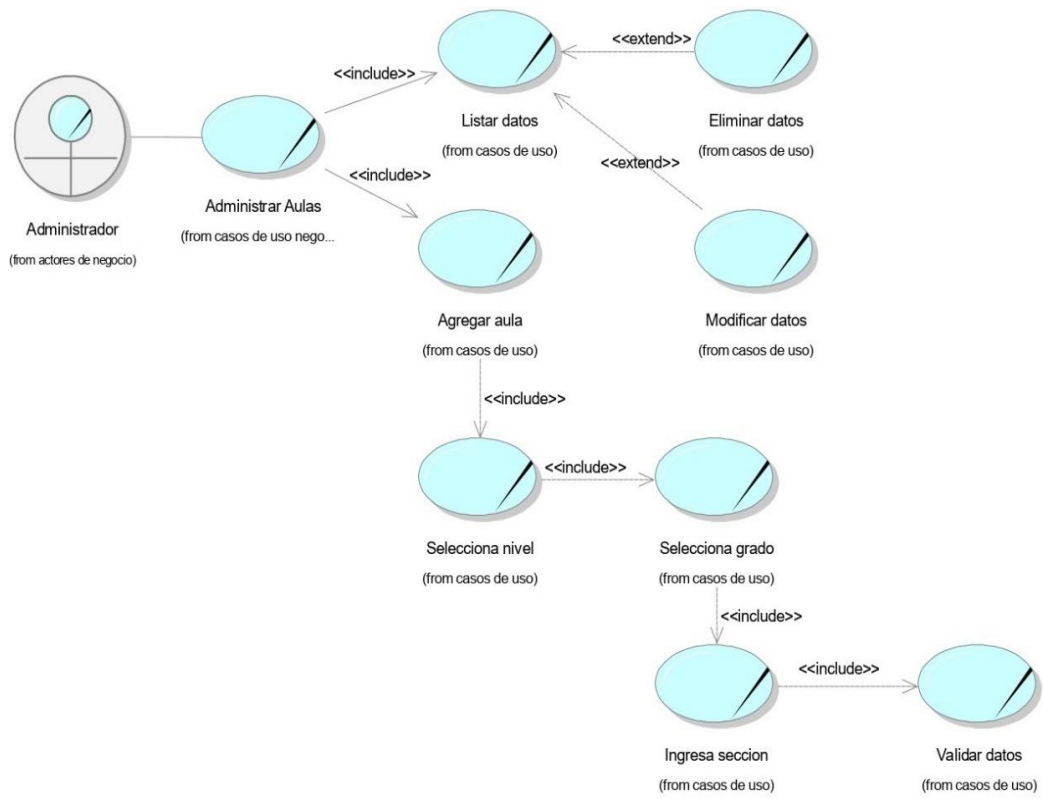 <<extend>>
<<include>>
Listar datos
(from casos de uso)
Eliminar datos
(from casos de uso)
Administrador
(from actores de negocio)
Administrar Aulas
(from casos de uso nego...
<<include>>
<<extend>>
Agregar aula
(from casos de uso)
Modificar datos
(from casos de uso)
<<include>>
<<include>>
Selecciona nivel
(from casos de uso)
Selecciona grado
(from casos de uso)
<<include>>
<<include>>
Ingresa seccion
(from casos de uso)
Validar datos
(from casos de uso)